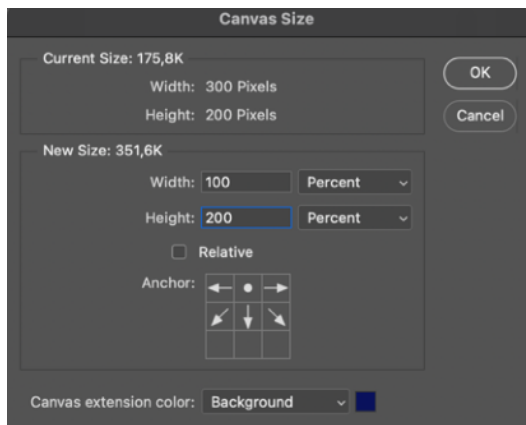 Canvas Size
Current Size: 175,8K
Width: 300 Pixels
Height: 200 Pixels
OK
Cancel
New Size: 351,6K
Width: 100 Percent
Height: 200 Percent
Relative
Anchor:
Canvas extension color: Background